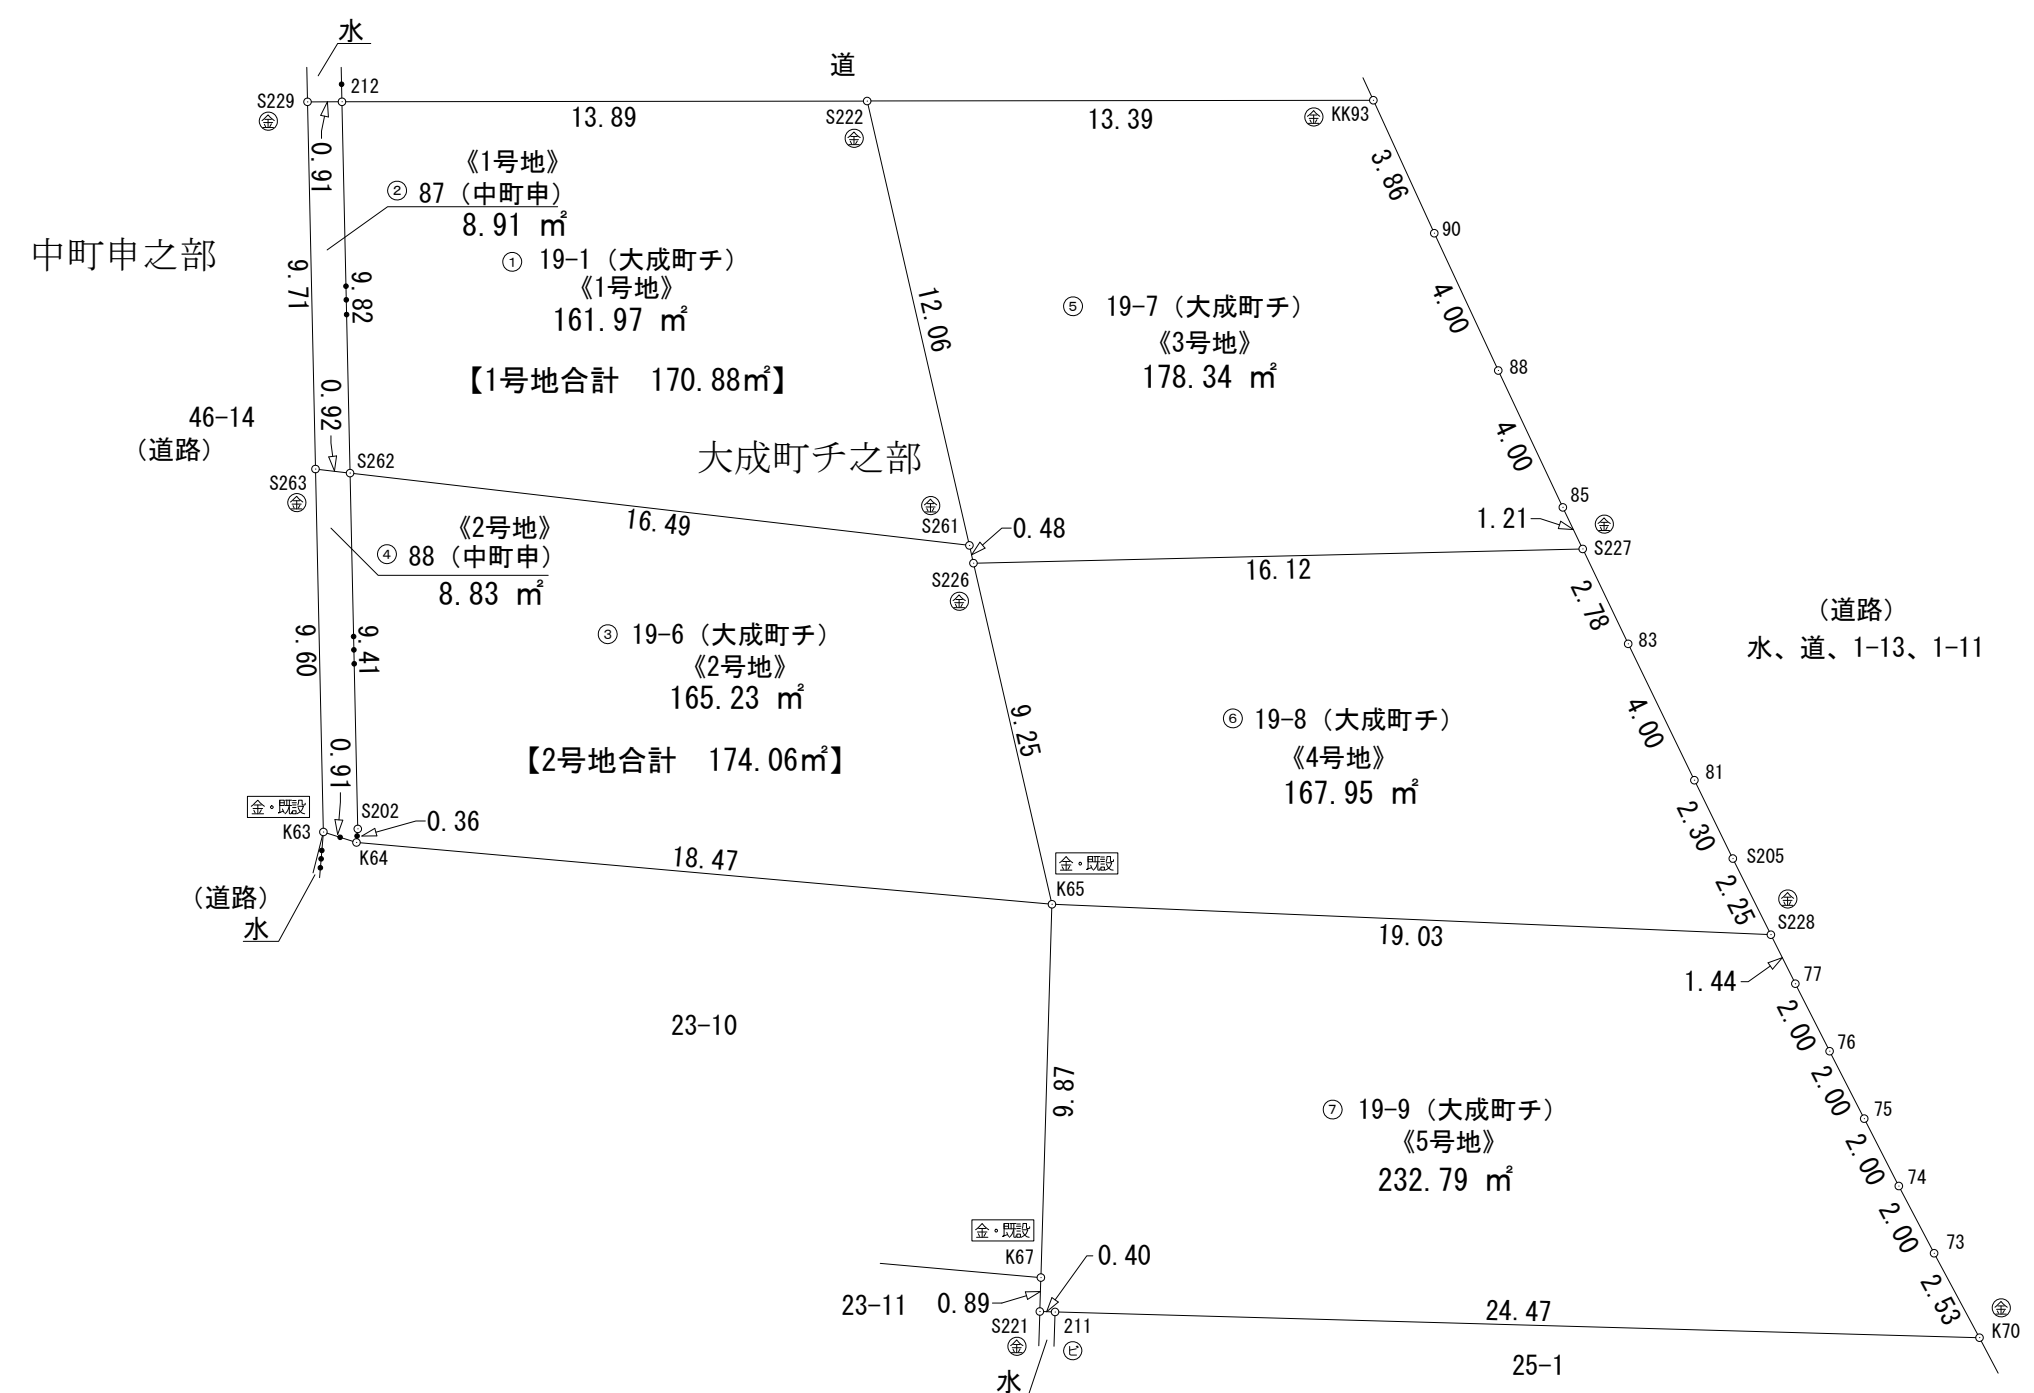 水
道
S229
金
212
13.89
S222
金
13.39
金
KK93
0.91
3.86
《1号地》
② 87（中町申）
8.91 ㎡
中町申之部
9.71
9.82
① 19-1（大成町チ）
《1号地》
161.97 ㎡
【1号地合計　170.88㎡】
12.06
⑤ 19-7（大成町チ）
《3号地》
178.34 ㎡
90
4.00
88
4.00
85
0.92
46-14
（道路）
S262
S263
金
大成町チ之部
16.49
金
S261
0.48
1.21
金
S227
S226
金
16.12
《2号地》
④ 88（中町申）
8.83 ㎡
2.78
83
（道路）
水、道、1-13、1-11
9.60
9.41
③ 19-6（大成町チ）
《2号地》
165.23 ㎡
【2号地合計　174.06㎡】
9.25
⑥ 19-8（大成町チ）
《4号地》
167.95 ㎡
4.00
81
2.30
S205
2.25
金
S228
0.91
金・既設
K63
S202
0.36
K64
18.47
金・既設
K65
19.03
（道路）
水
1.44
77
2.00
76
2.00
75
2.00
74
2.00
73
2.53
23-10
9.87
⑦ 19-9（大成町チ）
《5号地》
232.79 ㎡
金・既設
K67
0.40
23-11
0.89
S221
金
211
ビ
24.47
金
K70
水
25-1